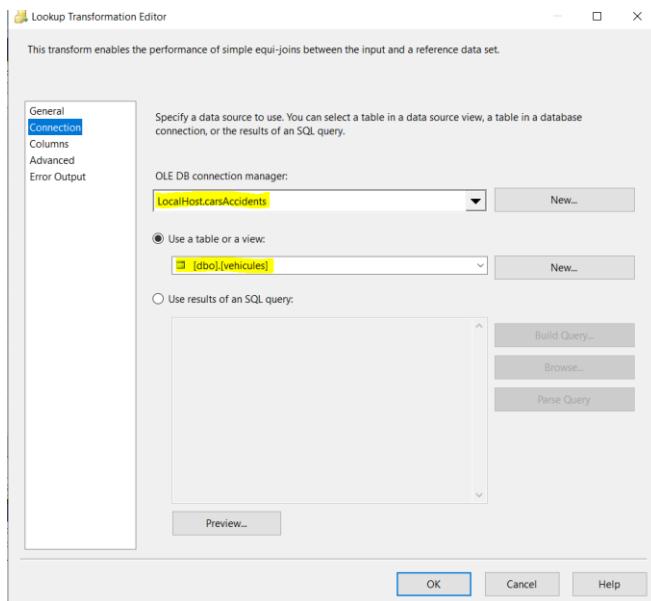 Lookup Transformation Editor
This transform enables the performance of simple equi-joins between the input and a reference data set.
General
Connection
Columns
Advanced
Error Output
Specify a data source to use. You can select a table in a data source view, a table in a database
connection, or the results of an SQL query.
OLE DB connection manager:
LocalHost.carsAccidents
New...
Use a table or a view:
[dbo].[vehicules]
New...
Use results of an SQL query:
Build Query...
Browse...
Parse Query
Preview...
OK
Cancel
Help